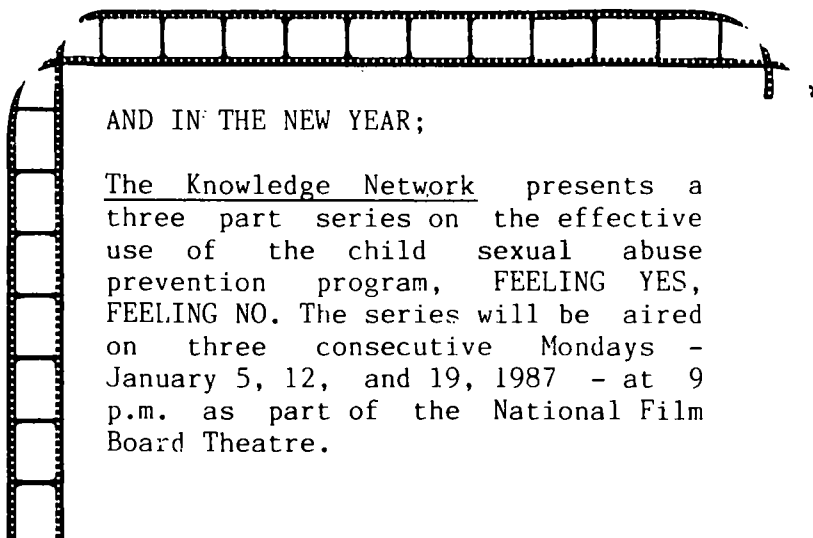 AND IN THE NEW YEAR;
The Knowledge Network presents a
three part series on the effective
use of the child sexual abuse
prevention program, FEELING YES,
FEELING NO. The series will be aired
on three consecutive Mondays -
January 5, 12, and 19, 1987 - at 9
p.m. as part of the National Film
Board Theatre.